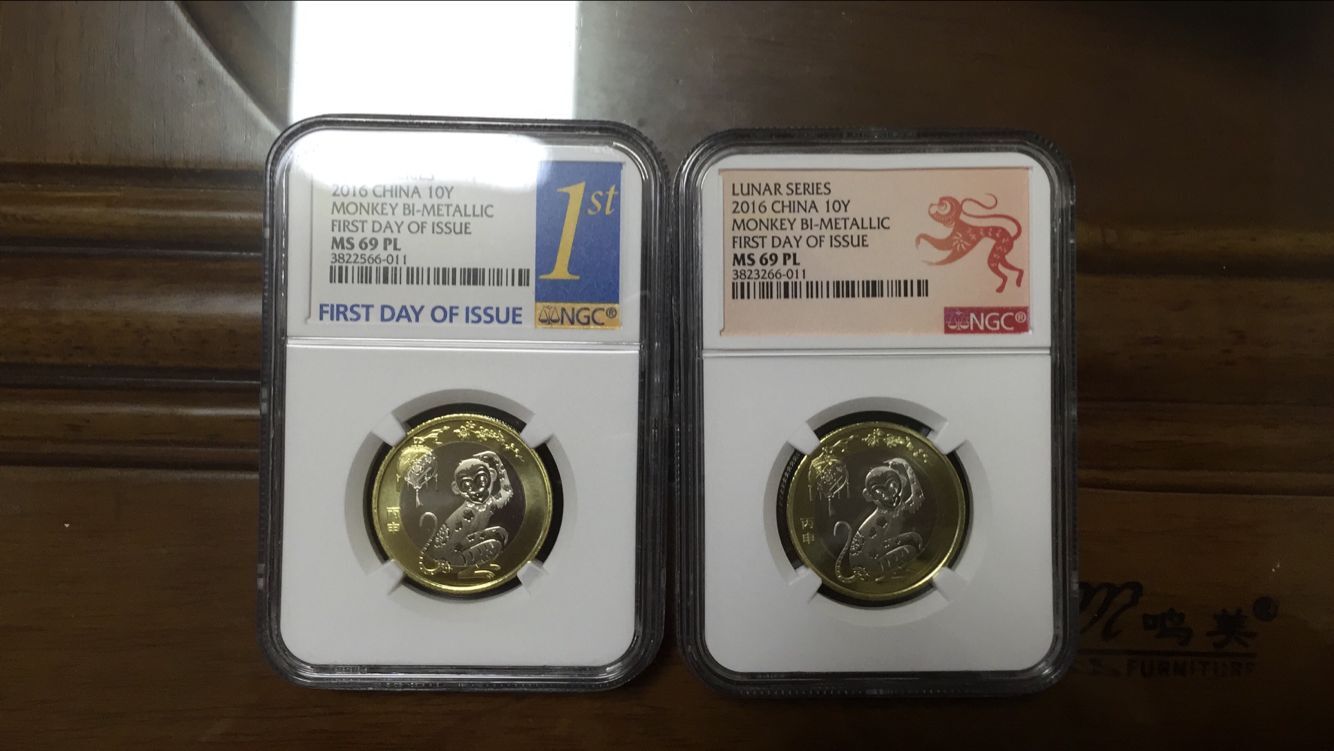 2016 CHINA 10Y
MONKEY BI-METALLIC
FIRST DAY OF ISSUE
MS 69 PL
3822566-011
FIRST DAY OF ISSUE
1st
NGC®
LUNAR SERIES
2016 CHINA 10Y
MONKEY BI-METALLIC
FIRST DAY OF ISSUE
MS 69 PL
3823266-011
NGC®
丙申
丙申
鸣美
FURNITURE